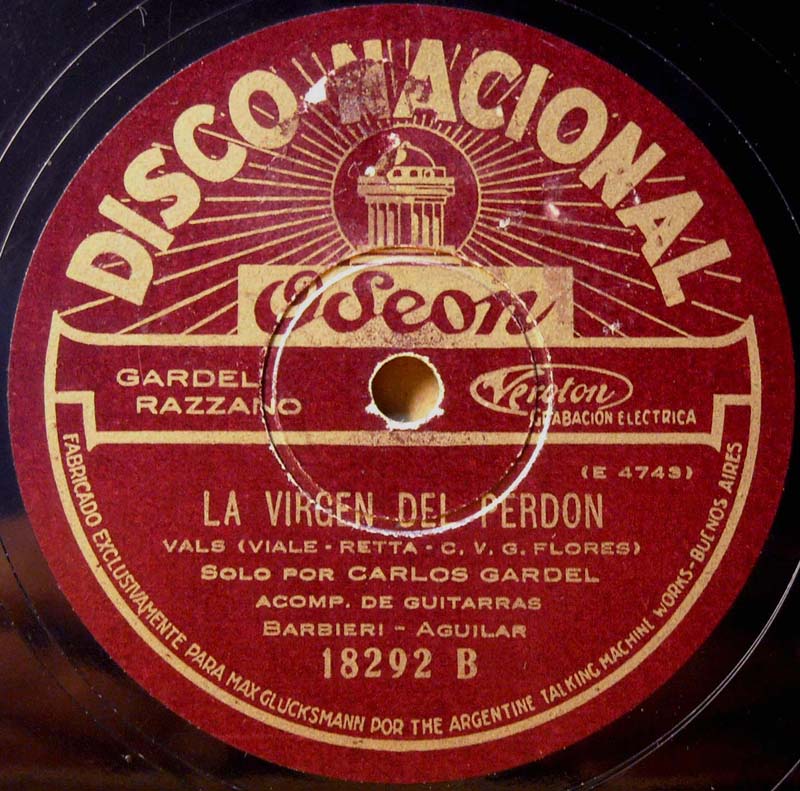 DISCO NACIONAL
Odeon
GARDEL
RAZZANO
Veroton
GRABACIÓN ELECTRICA
(E 4743)
LA VIRGEN DEL PERDON
VALS (VIALE - RETTA - C. V. G. FLORES)
SOLO POR CARLOS GARDEL
ACOMP. DE GUITARRAS
BARBIERI - AGUILAR
18292 B
FABRICADO EXCLUSIVAMENTE PARA MAX GLUCKSMANN POR THE ARGENTINE TALKING MACHINE WORKS-BUENOS AIRES